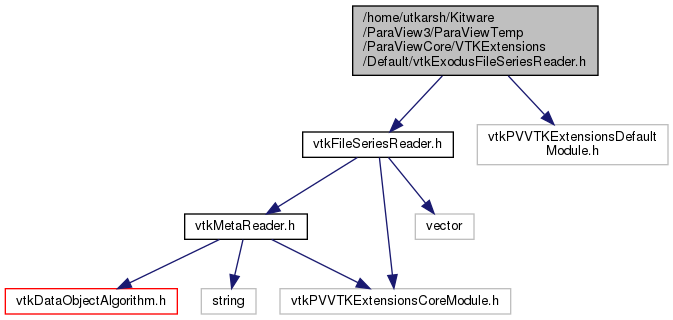 /home/utkarsh/Kitware
/ParaView3/ParaViewTemp
/ParaViewCore/VTKExtensions
/Default/vtkExodusFileSeriesReader.h
vtkFileSeriesReader.h
vtkPVVTKExtensionsDefault
Module.h
vtkMetaReader.h
vector
vtkDataObjectAlgorithm.h
string
vtkPVVTKExtensionsCoreModule.h